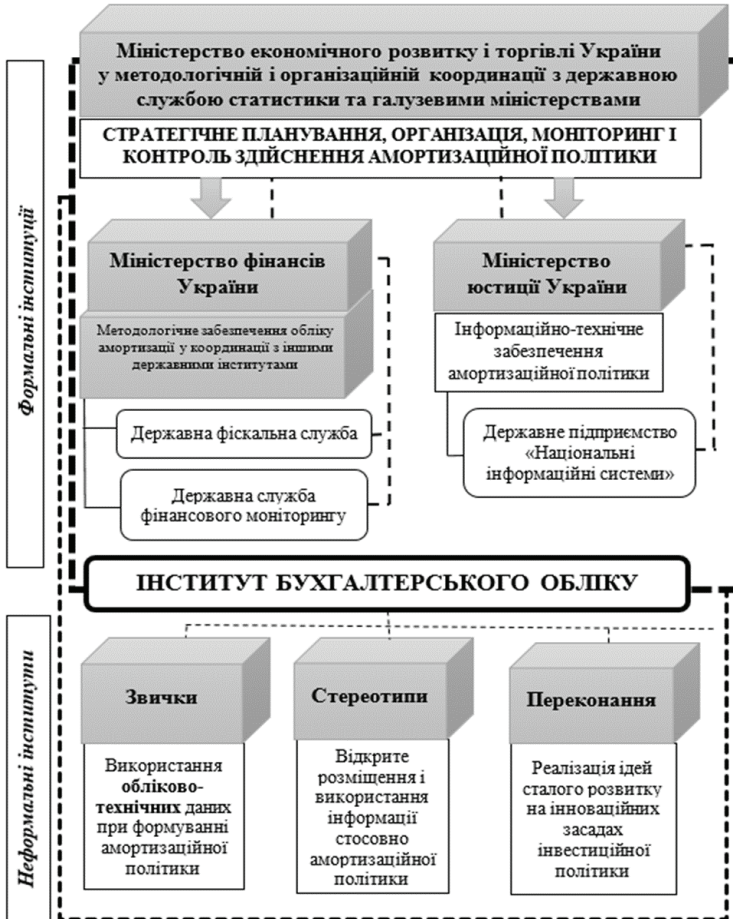 Міністерство економічного розвитку і торгівлі України
у методологічній і організаційній координації з державною
службою статистики та галузевими міністерствами
СТРАТЕГІЧНЕ ПЛАНУВАННЯ, ОРГАНІЗАЦІЯ, МОНІТОРИНГ І
КОНТРОЛЬ ЗДІЙСНЕННЯ АМОРТИЗАЦІЙНОЇ ПОЛІТИКИ
Формальні інституції
Міністерство фінансів
України
Методологічне забезпечення обліку
амортизації у координації з іншими
державними інститутами
Державна фіскальна служба
Державна служба
фінансового моніторингу
Міністерство
юстиції України
Інформаційно-технічне
забезпечення
амортизаційної політики
Державне підприємство
«Національні
інформаційні системи»
ІНСТИТУТ БУХГАЛТЕРСЬКОГО ОБЛІКУ
Неформальні інститути
Звички
Використання
обліково-
технічних даних
при формуванні
амортизаційної
політики
Стереотипи
Відкрите
розміщення і
використання
інформації
стосовно
амортизаційної
політики
Переконання
Реалізація ідей
сталого розвитку
на інноваційних
засадах
інвестиційної
політики